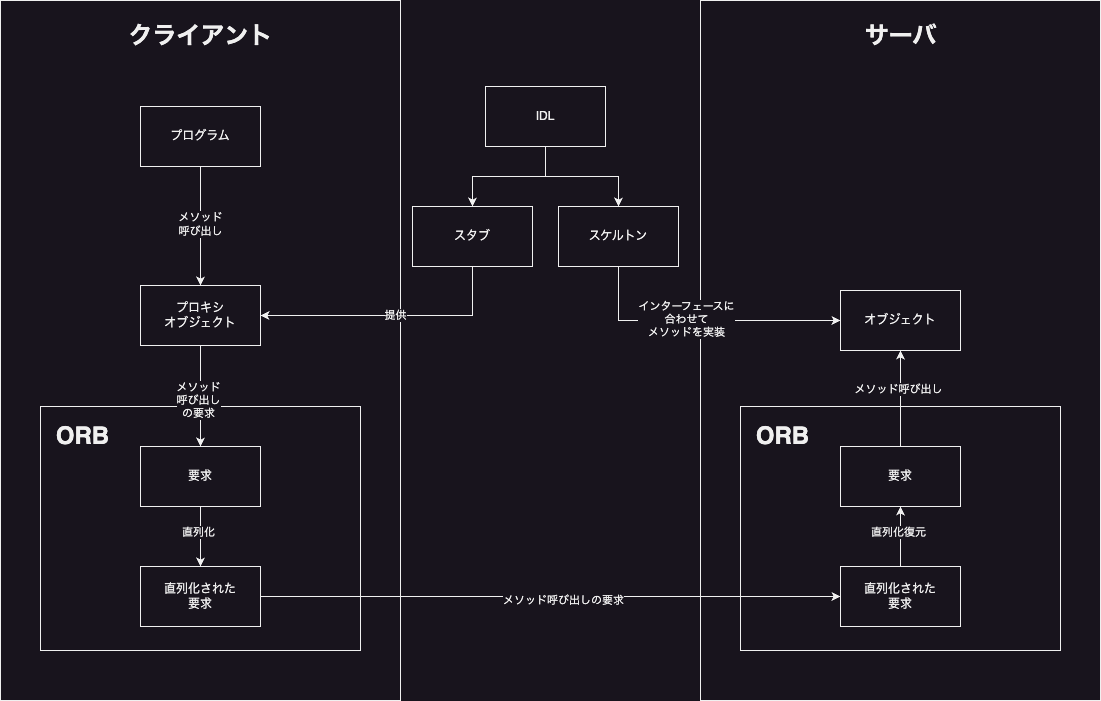 クライアント
サーバ
IDL
プログラム
メソッド
呼び出し
スタブ
スケルトン
プロキシ
オブジェクト
提供
インターフェースに
合わせて
メソッドを実装
オブジェクト
メソッド
呼び出し
の要求
メソッド呼び出し
ORB
ORB
要求
要求
直列化
直列化復元
直列化された
要求
メソッド呼び出しの要求
直列化された
要求